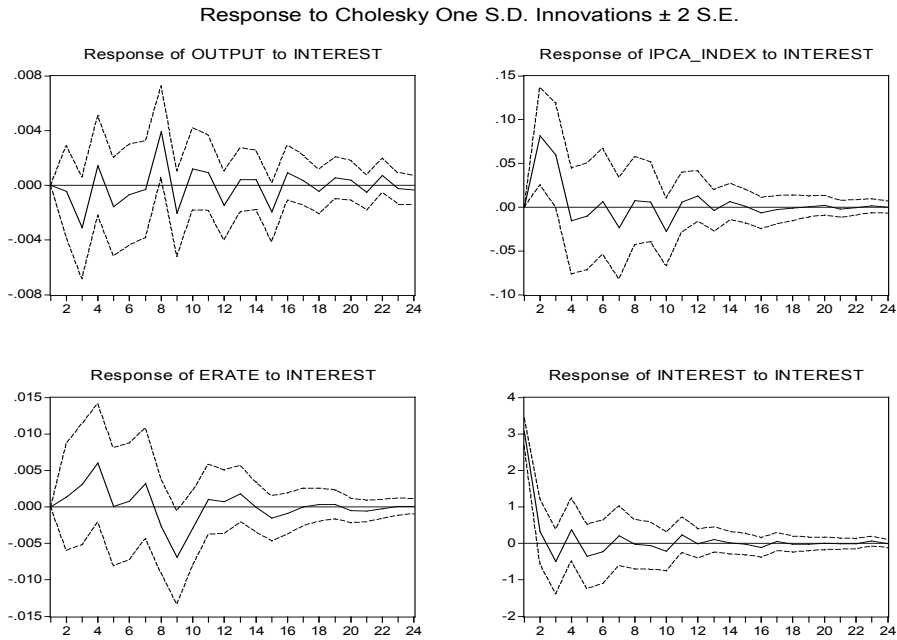 Response to Cholesky One S.D. Innovations ± 2 S.E.
Response of OUTPUT to INTEREST
.008
.004
.000
-.004
-.008
2 4 6 8 10 12 14 16 18 20 22 24
Response of IPCA_INDEX to INTEREST
.15
.10
.05
.00
-.05
-.10
2 4 6 8 10 12 14 16 18 20 22 24
Response of ERATE to INTEREST
.015
.010
.005
.000
-.005
-.010
-.015
2 4 6 8 10 12 14 16 18 20 22 24
Response of INTEREST to INTEREST
4
3
2
1
0
-1
-2
2 4 6 8 10 12 14 16 18 20 22 24